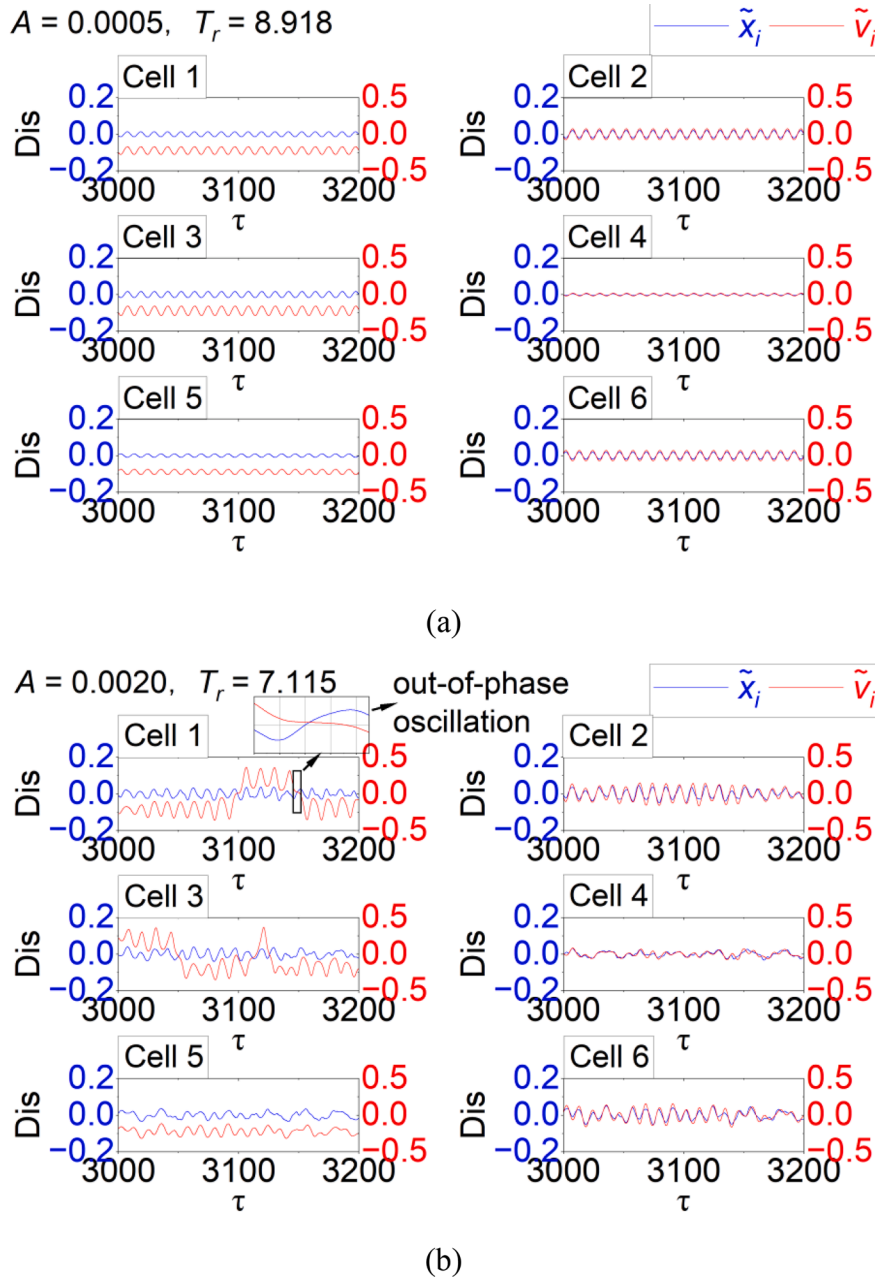 A = 0.0005, T_r = 8.918
x̃_i ṽ_i
Cell 1 Cell 2
0.2 0.5 0.2 0.5
Dis 0.0 0.0 Dis 0.0 0.0
−0.2 −0.5 −0.2 −0.5
3000 3100 3200 3000 3100 3200
τ τ
Cell 3 Cell 4
0.2 0.5 0.2 0.5
Dis 0.0 0.0 Dis 0.0 0.0
−0.2 −0.5 −0.2 −0.5
3000 3100 3200 3000 3100 3200
τ τ
Cell 5 Cell 6
0.2 0.5 0.2 0.5
Dis 0.0 0.0 Dis 0.0 0.0
−0.2 −0.5 −0.2 −0.5
3000 3100 3200 3000 3100 3200
τ τ
(a)
A = 0.0020, T_r = 7.115
out-of-phase
oscillation
x̃_i ṽ_i
Cell 1 Cell 2
0.2 0.5 0.2 0.5
Dis 0.0 0.0 Dis 0.0 0.0
−0.2 −0.5 −0.2 −0.5
3000 3100 3200 3000 3100 3200
τ τ
Cell 3 Cell 4
0.2 0.5 0.2 0.5
Dis 0.0 0.0 Dis 0.0 0.0
−0.2 −0.5 −0.2 −0.5
3000 3100 3200 3000 3100 3200
τ τ
Cell 5 Cell 6
0.2 0.5 0.2 0.5
Dis 0.0 0.0 Dis 0.0 0.0
−0.2 −0.5 −0.2 −0.5
3000 3100 3200 3000 3100 3200
τ τ
(b)